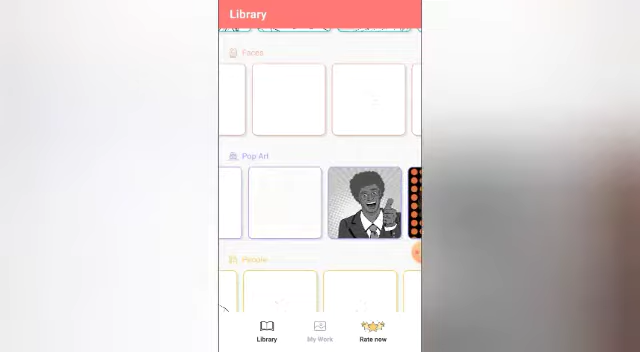 Library
Faces
Pop Art
People
Library
My Work
Rate now